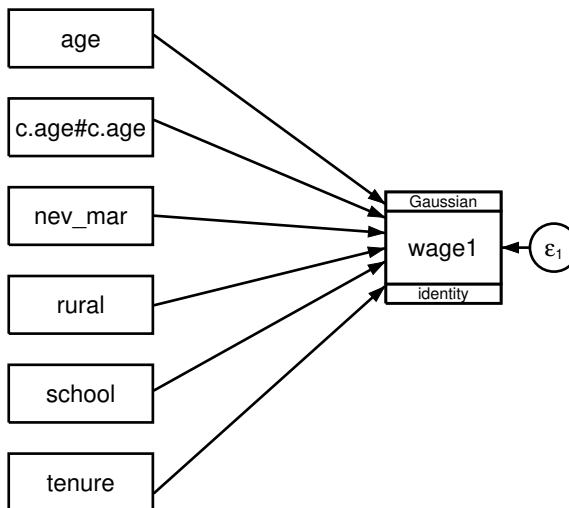 age
c.age#c.age
nev_mar
rural
school
tenure
Gaussian
wage1
identity
ε₁